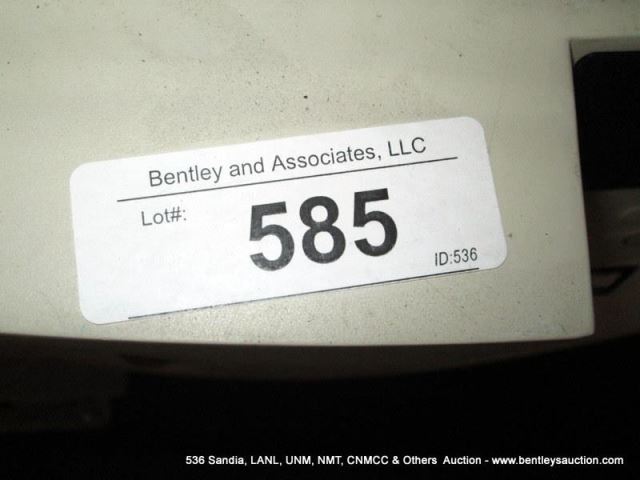 Bentley and Associates, LLC
Lot#:
585
ID:536
536 Sandia, LANL, UNM, NMT, CNMCC & Others Auction - www.bentleysauction.com